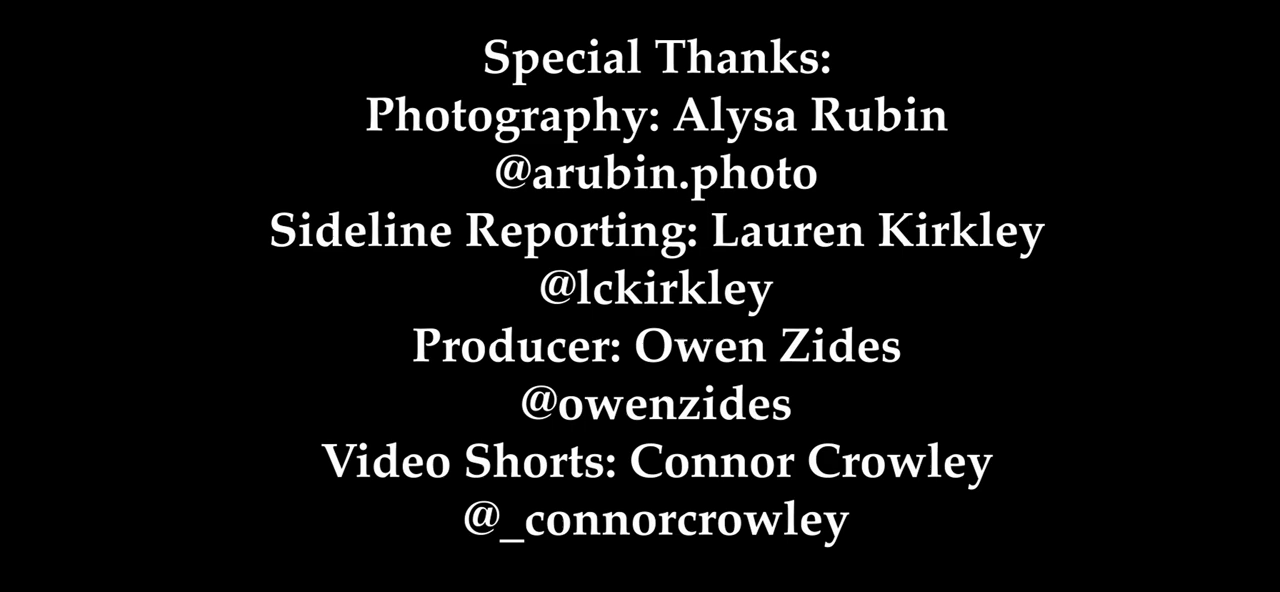 Special Thanks:
Photography: Alysa Rubin
@arubin.photo
Sideline Reporting: Lauren Kirkley
@lckirkley
Producer: Owen Zides
@owenzides
Video Shorts: Connor Crowley
@_connorcrowley